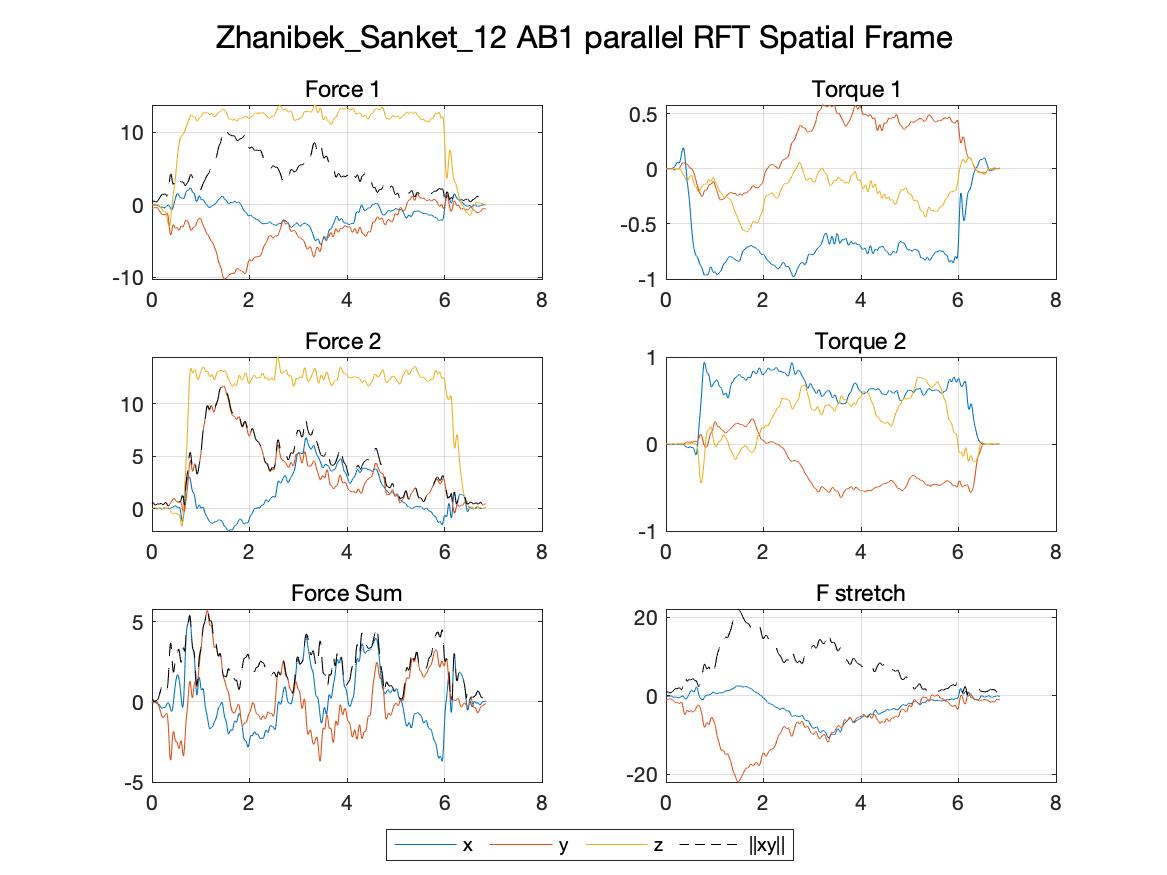 Zhanibek_Sanket_12 AB1 parallel RFT Spatial Frame
Force 1
10
0
-10
0 2 4 6 8
Torque 1
0.5
0
-0.5
-1
0 2 4 6 8
Force 2
10
5
0
0 2 4 6 8
Torque 2
1
0
-1
0 2 4 6 8
Force Sum
5
0
-5
0 2 4 6 8
F stretch
20
0
-20
0 2 4 6 8
x y z ||xy||